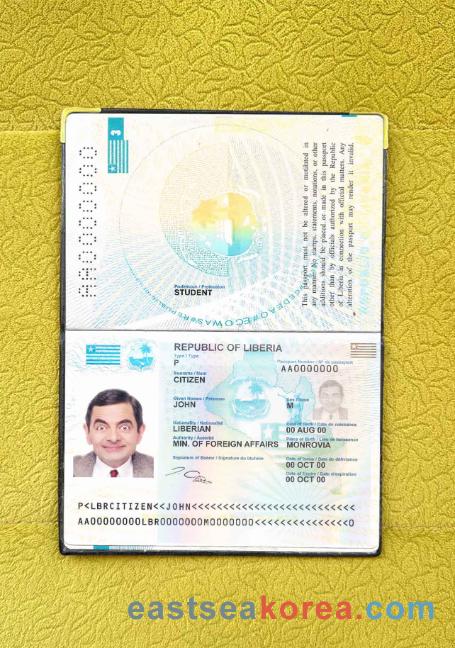 3
AA0000000
This passport must not be altered or mutilated in
any manner. No stamps, statements, notations, or other
additions should be placed or made in this passport
other than by officials authorized by the Republic
of Liberia in connection with official matters. Any
alteration of the passport may render it invalid.
Profession / Profession
STUDENT
REPUBLIC OF LIBERIA
Type / Type
P
Passport Number / N° de passeport
AA0000000
Surname / Nom
CITIZEN
Given Names / Prénoms
JOHN
Sex /
M
Nationality / Nationalité
LIBERIAN
Date of Birth / Date de naissance
00 AUG 00
Authority / Autorité
MIN. OF FOREIGN AFFAIRS
Place of Birth / Lieu de naissance
MONROVIA
Signature of Bearer / Signature du titulaire
Date of Issue / Date de délivrance
00 OCT 00
Date of Expiry / Date d'expiration
00 OCT 00
P<LBRCITIZEN<<JOHN<<<<<<<<<<<<<<<<<<<<<<<<<<
AA00000000LBR0000000M0000000<<<<<<<<<<<<<<<0
eastseakorea.com